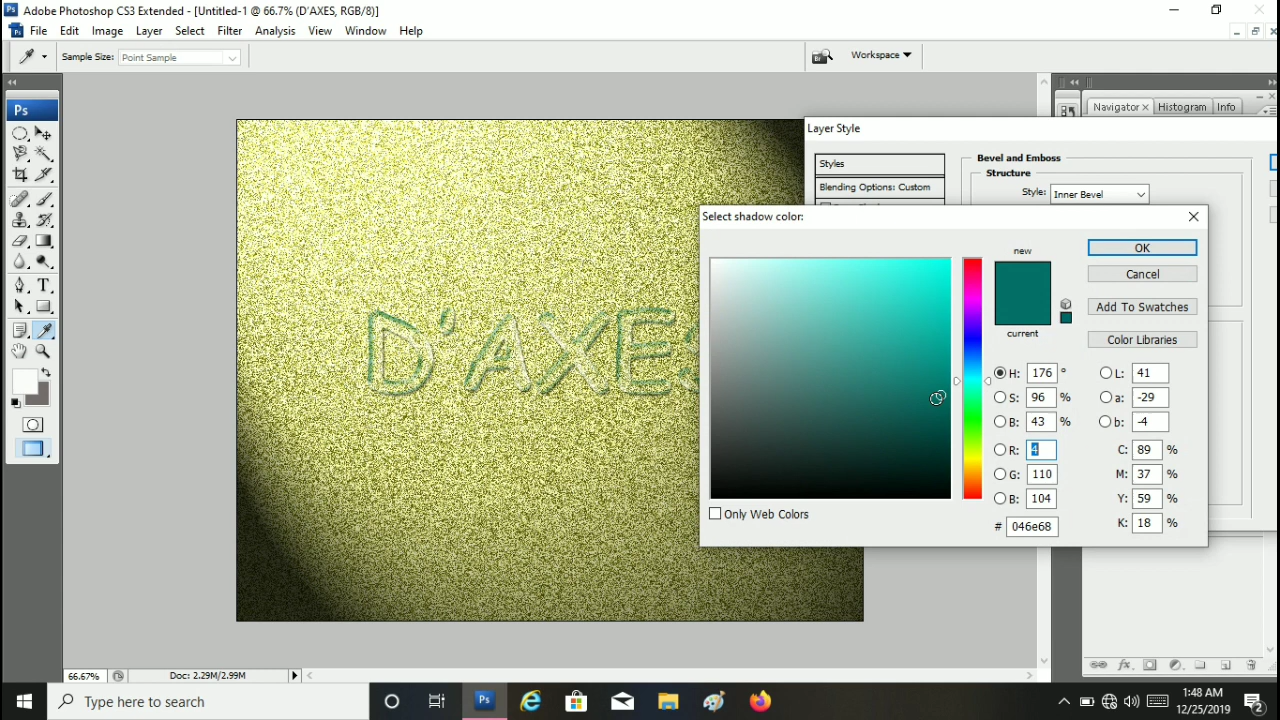 Adobe Photoshop CS3 Extended - [Untitled-1 @ 66.7% (D'AXES, RGB/8)]
File Edit Image Layer Select Filter Analysis View Window Help
Sample Size: Point Sample
Workspace
Ps
Navigator Histogram Info
Layer Style
Styles
Blending Options: Custom
Bevel and Emboss
Structure
Style: Inner Bevel
D'AXES
Select shadow color:
new
current
OK
Cancel
Add To Swatches
Color Libraries
H: 176 °
S: 96 %
B: 43 %
R: 4
G: 110
B: 104
# 046e68
L: 41
a: -29
b: -4
C: 89 %
M: 37 %
Y: 59 %
K: 18 %
Only Web Colors
66.67% Doc: 2.29M/2.99M
Type here to search
1:48 AM
12/25/2019
2